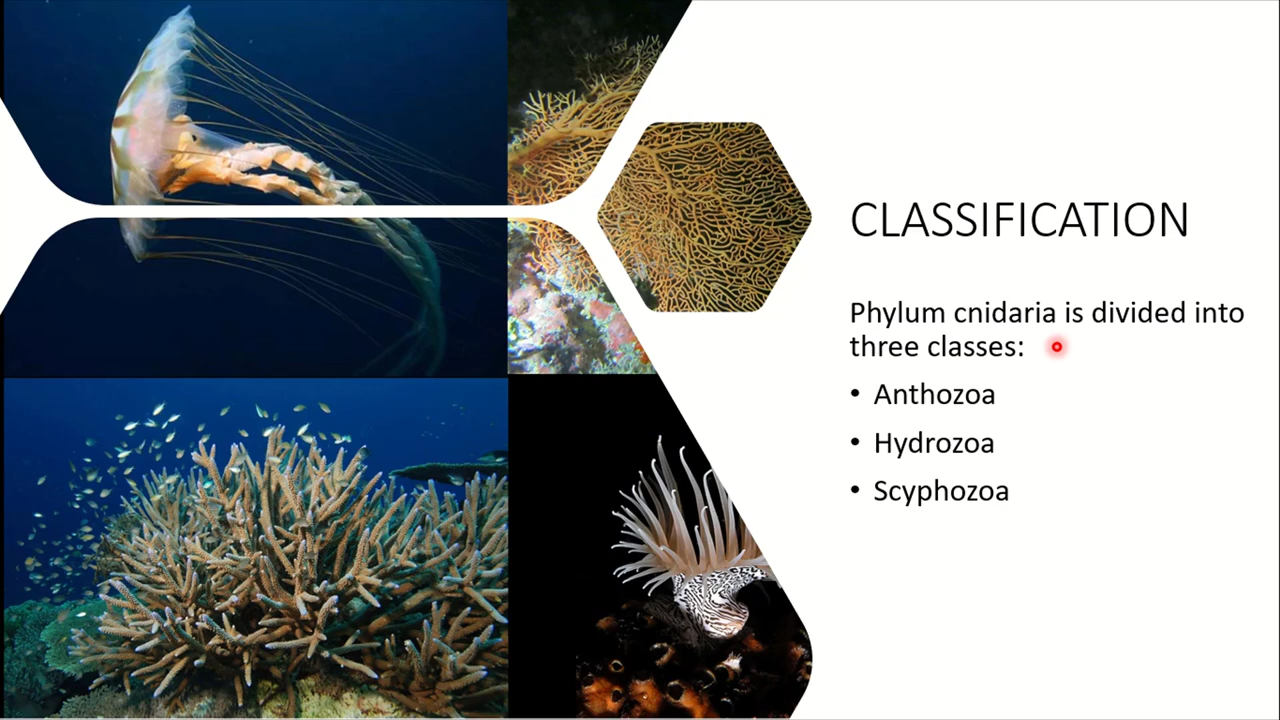 CLASSIFICATION
Phylum cnidaria is divided into
three classes:
• Anthozoa
• Hydrozoa
• Scyphozoa